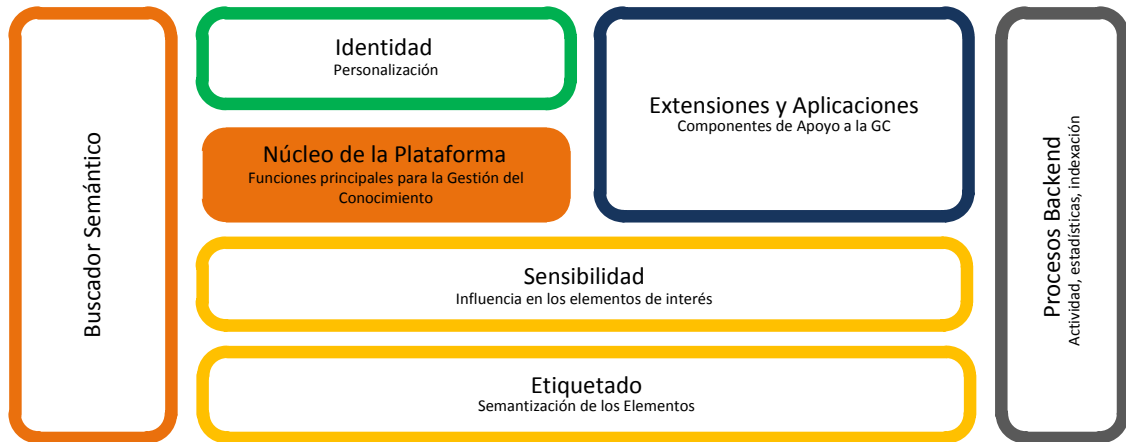 Buscador Semántico
Identidad
Personalización
Núcleo de la Plataforma
Funciones principales para la Gestión del
Conocimiento
Extensiones y Aplicaciones
Componentes de Apoyo a la GC
Sensibilidad
Influencia en los elementos de interés
Etiquetado
Semantización de los Elementos
Procesos Backend
Actividad, estadísticas, indexación